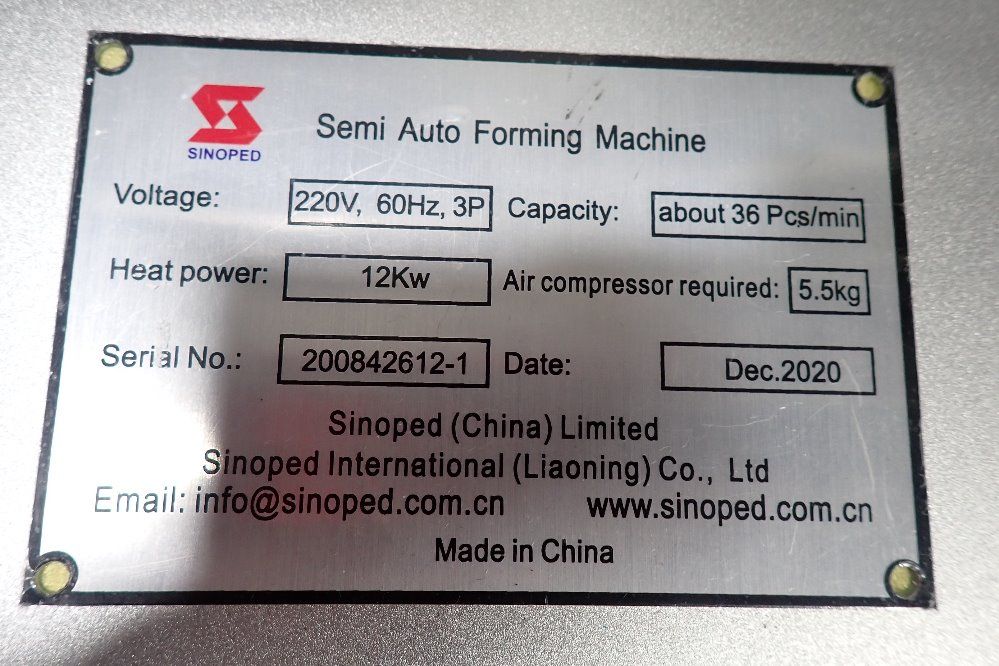 SINOPED
Semi Auto Forming Machine
Voltage: 220V, 60Hz, 3P Capacity: about 36 Pcs/min
Heat power: 12Kw Air compressor required: 5.5kg
Serial No.: 200842612-1 Date: Dec.2020
Sinoped (China) Limited
Sinoped International (Liaoning) Co., Ltd
Email: info@sinoped.com.cn www.sinoped.com.cn
Made in China